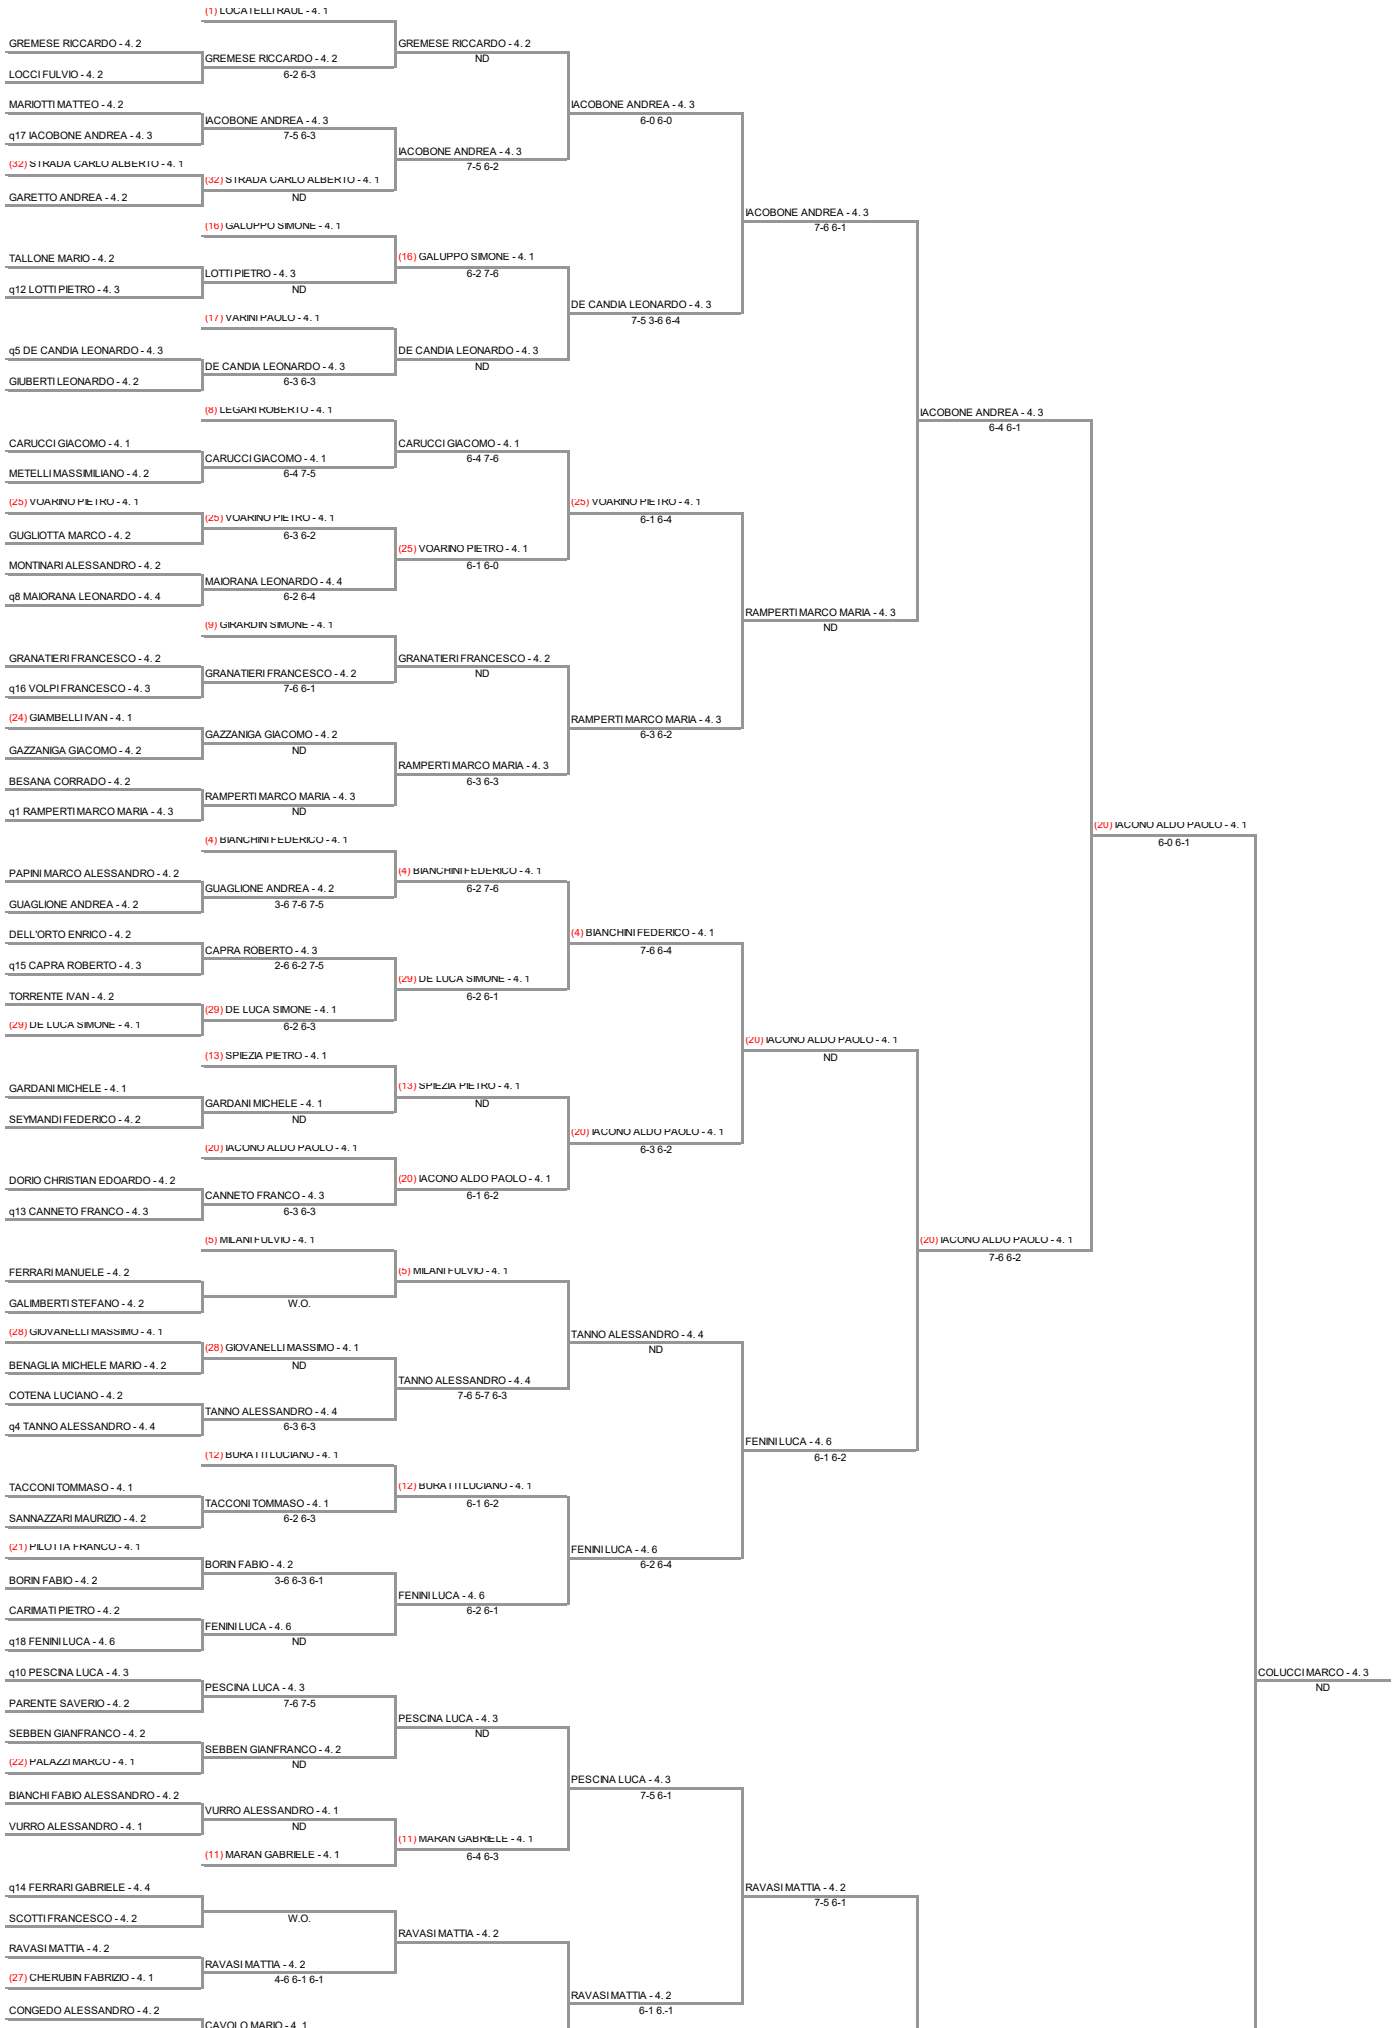 (1) LOCATELLI RAUL - 4. 1
GREMESE RICCARDO - 4. 2
GREMESE RICCARDO - 4. 2
GREMESE RICCARDO - 4. 2
ND
LOCCI FULVIO - 4. 2
6-2 6-3
MARIOTTI MATTEO - 4. 2
IACOBONE ANDREA - 4. 3
6-0 6-0
IACOBONE ANDREA - 4. 3
q17 IACOBONE ANDREA - 4. 3
7-5 6-3
IACOBONE ANDREA - 4. 3
7-5 6-2
(32) STRADA CARLO ALBERTO - 4. 1
(32) STRADA CARLO ALBERTO - 4. 1
GARETTO ANDREA - 4. 2
ND
IACOBONE ANDREA - 4. 3
7-6 6-1
(16) GALUPPO SIMONE - 4. 1
TALLONE MARIO - 4. 2
(16) GALUPPO SIMONE - 4. 1
6-2 7-6
LOTTI PIETRO - 4. 3
q12 LOTTI PIETRO - 4. 3
ND
DE CANDIA LEONARDO - 4. 3
7-5 3-6 6-4
(17) VARINI PAOLO - 4. 1
q5 DE CANDIA LEONARDO - 4. 3
DE CANDIA LEONARDO - 4. 3
ND
DE CANDIA LEONARDO - 4. 3
GIUBERTI LEONARDO - 4. 2
6-3 6-3
(8) LEGARI ROBERTO - 4. 1
IACOBONE ANDREA - 4. 3
6-4 6-1
CARUCCI GIACOMO - 4. 1
CARUCCI GIACOMO - 4. 1
6-4 7-6
CARUCCI GIACOMO - 4. 1
METELLI MASSIMILIANO - 4. 2
6-4 7-5
(25) VOARINO PIETRO - 4. 1
(25) VOARINO PIETRO - 4. 1
6-1 6-4
(25) VOARINO PIETRO - 4. 1
GUGLIOTTA MARCO - 4. 2
6-3 6-2
(25) VOARINO PIETRO - 4. 1
6-1 6-0
MONTINARI ALESSANDRO - 4. 2
MAIORANA LEONARDO - 4. 4
q8 MAIORANA LEONARDO - 4. 4
6-2 6-4
RAMPERTI MARCO MARIA - 4. 3
ND
(9) GIRARDIN SIMONE - 4. 1
GRANATIERI FRANCESCO - 4. 2
GRANATIERI FRANCESCO - 4. 2
ND
GRANATIERI FRANCESCO - 4. 2
q16 VOLPI FRANCESCO - 4. 3
7-6 6-1
(24) GIAMBELLI IVAN - 4. 1
RAMPERTI MARCO MARIA - 4. 3
6-3 6-2
GAZZANIGA GIACOMO - 4. 2
GAZZANIGA GIACOMO - 4. 2
ND
RAMPERTI MARCO MARIA - 4. 3
6-3 6-3
BESANA CORRADO - 4. 2
RAMPERTI MARCO MARIA - 4. 3
q1 RAMPERTI MARCO MARIA - 4. 3
ND
(20) IACONO ALDO PAOLO - 4. 1
6-0 6-1
(4) BIANCHINI FEDERICO - 4. 1
PAPINI MARCO ALESSANDRO - 4. 2
(4) BIANCHINI FEDERICO - 4. 1
6-2 7-6
GUAGLIONE ANDREA - 4. 2
GUAGLIONE ANDREA - 4. 2
3-6 7-6 7-5
DELL'ORTO ENRICO - 4. 2
(4) BIANCHINI FEDERICO - 4. 1
7-6 6-4
CAPRA ROBERTO - 4. 3
q15 CAPRA ROBERTO - 4. 3
2-6 6-2 7-5
(29) DE LUCA SIMONE - 4. 1
6-2 6-1
TORRENTE IVAN - 4. 2
(29) DE LUCA SIMONE - 4. 1
(29) DE LUCA SIMONE - 4. 1
6-2 6-3
(20) IACONO ALDO PAOLO - 4. 1
ND
(13) SPIEZIA PIETRO - 4. 1
GARDANI MICHELE - 4. 1
(13) SPIEZIA PIETRO - 4. 1
ND
GARDANI MICHELE - 4. 1
SEYMANDI FEDERICO - 4. 2
ND
(20) IACONO ALDO PAOLO - 4. 1
6-3 6-2
(20) IACONO ALDO PAOLO - 4. 1
DORIO CHRISTIAN EDOARDO - 4. 2
(20) IACONO ALDO PAOLO - 4. 1
6-1 6-2
CANNETO FRANCO - 4. 3
q13 CANNETO FRANCO - 4. 3
6-3 6-3
(5) MILANI FULVIO - 4. 1
(20) IACONO ALDO PAOLO - 4. 1
7-6 6-2
FERRARI MANUELE - 4. 2
(5) MILANI FULVIO - 4. 1
GALIMBERTI STEFANO - 4. 2
W.O.
(28) GIOVANELLI MASSIMO - 4. 1
TANNO ALESSANDRO - 4. 4
ND
(28) GIOVANELLI MASSIMO - 4. 1
BENAGLIA MICHELE MARIO - 4. 2
ND
TANNO ALESSANDRO - 4. 4
7-6 5-7 6-3
COTENA LUCIANO - 4. 2
TANNO ALESSANDRO - 4. 4
q4 TANNO ALESSANDRO - 4. 4
6-3 6-3
FENINI LUCA - 4. 6
6-1 6-2
(12) BURATTI LUCIANO - 4. 1
TACCONI TOMMASO - 4. 1
(12) BURATTI LUCIANO - 4. 1
6-1 6-2
TACCONI TOMMASO - 4. 1
SANNAZZARI MAURIZIO - 4. 2
6-2 6-3
(21) PILOTTA FRANCO - 4. 1
FENINI LUCA - 4. 6
6-2 6-4
BORIN FABIO - 4. 2
BORIN FABIO - 4. 2
3-6 6-3 6-1
FENINI LUCA - 4. 6
6-2 6-1
CARIMATI PIETRO - 4. 2
FENINI LUCA - 4. 6
q18 FENINI LUCA - 4. 6
ND
q10 PESCINA LUCA - 4. 3
COLUCCI MARCO - 4. 3
ND
PESCINA LUCA - 4. 3
PARENTE SAVERIO - 4. 2
7-6 7-5
PESCINA LUCA - 4. 3
ND
SEBBEN GIANFRANCO - 4. 2
SEBBEN GIANFRANCO - 4. 2
(22) PALAZZI MARCO - 4. 1
ND
PESCINA LUCA - 4. 3
7-5 6-1
BIANCHI FABIO ALESSANDRO - 4. 2
VURRO ALESSANDRO - 4. 1
VURRO ALESSANDRO - 4. 1
ND
(11) MARAN GABRIELE - 4. 1
6-4 6-3
(11) MARAN GABRIELE - 4. 1
q14 FERRARI GABRIELE - 4. 4
RAVASI MATTIA - 4. 2
7-5 6-1
SCOTTI FRANCESCO - 4. 2
W.O.
RAVASI MATTIA - 4. 2
RAVASI MATTIA - 4. 2
RAVASI MATTIA - 4. 2
(27) CHERUBIN FABRIZIO - 4. 1
4-6 6-1 6-1
RAVASI MATTIA - 4. 2
6-1 6.-1
CONGEDO ALESSANDRO - 4. 2
CAVOLO MARIO - 4. 1